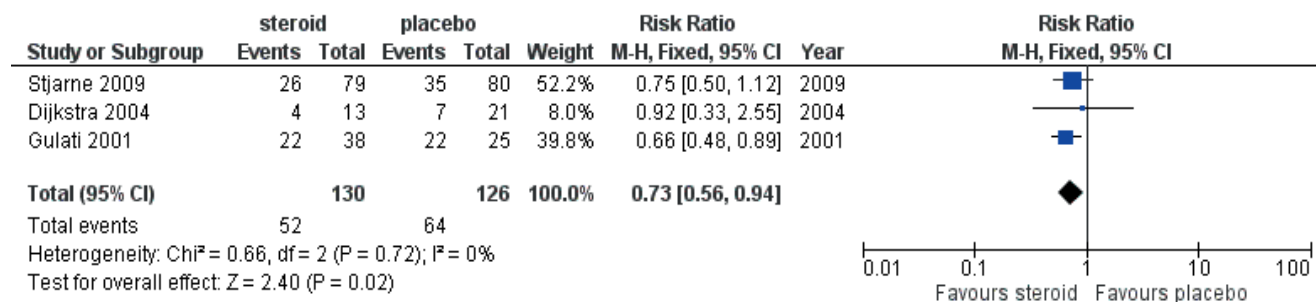 steroid placebo Risk Ratio Risk Ratio
Study or Subgroup Events Total Events Total Weight M-H, Fixed, 95% CI Year M-H, Fixed, 95% CI
Stjarne 2009 26 79 35 80 52.2% 0.75 [0.50, 1.12] 2009
Dijkstra 2004 4 13 7 21 8.0% 0.92 [0.33, 2.55] 2004
Gulati 2001 22 38 22 25 39.8% 0.66 [0.48, 0.89] 2001
Total (95% CI) 130 126 100.0% 0.73 [0.56, 0.94]
Total events 52 64
Heterogeneity: Chi² = 0.66, df = 2 (P = 0.72); I² = 0%
Test for overall effect: Z = 2.40 (P = 0.02)
0.01 0.1 1 10 100
Favours steroid Favours placebo